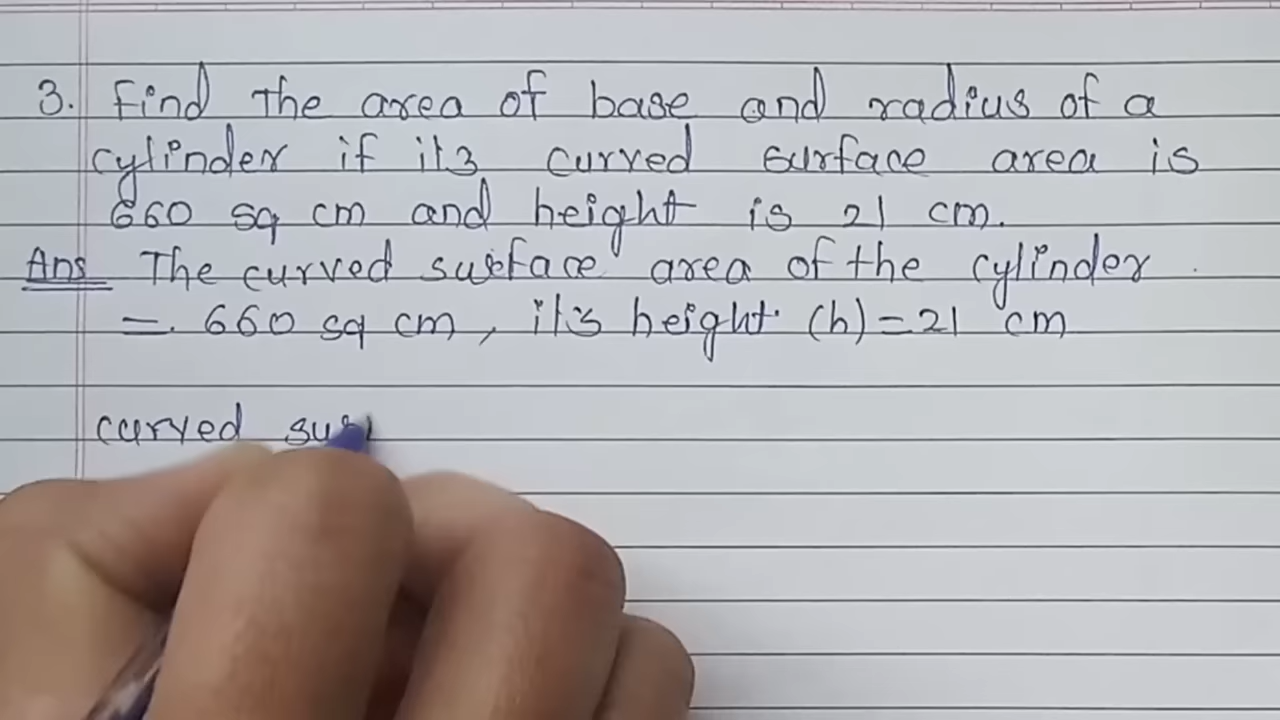 3. Find the area of base and radius of a
cylinder if its curved surface area is
660 sq cm and height is 21 cm.
Ans The curved surface area of the cylinder
= 660 sq cm, its height (h) = 21 cm
curved